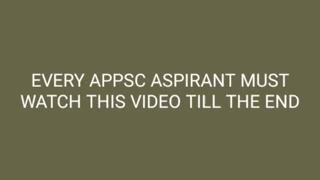 EVERY APPSC ASPIRANT MUST
WATCH THIS VIDEO TILL THE END